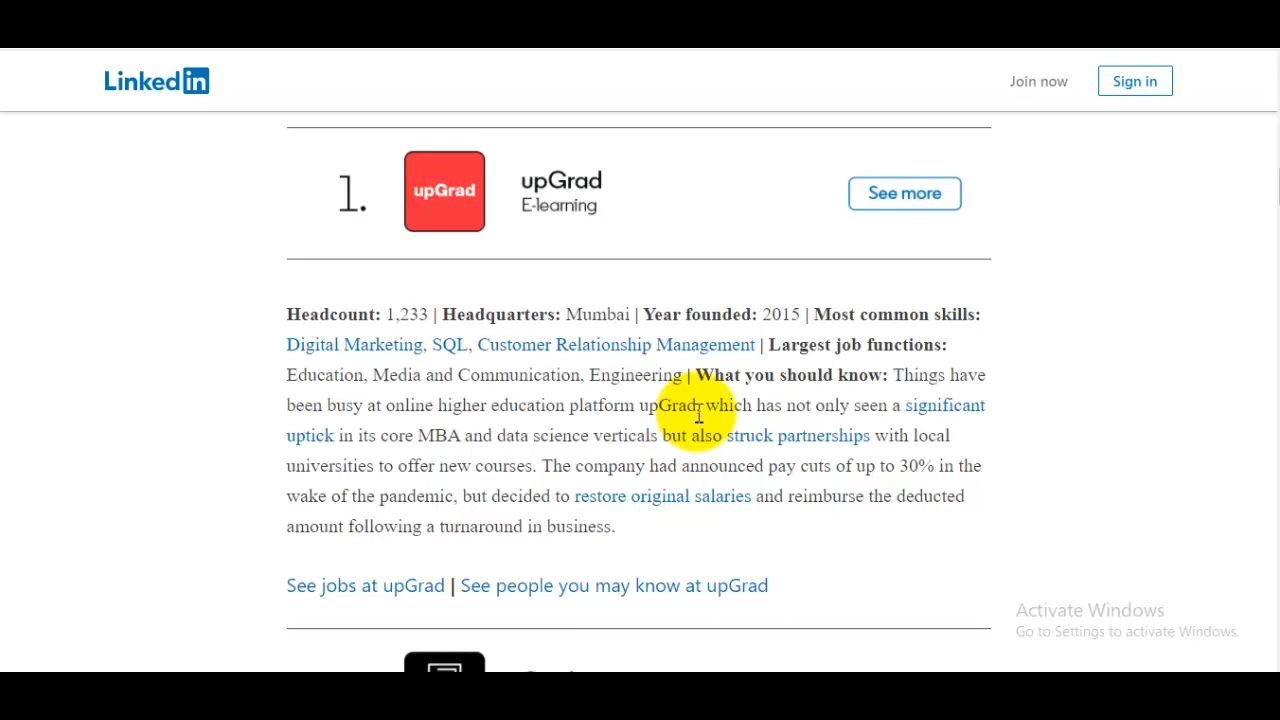 Linkedin
Join now
Sign in
1.
upGrad
upGrad
E-learning
See more
Headcount: 1,233 | Headquarters: Mumbai | Year founded: 2015 | Most common skills:
Digital Marketing, SQL, Customer Relationship Management | Largest job functions:
Education, Media and Communication, Engineering | What you should know: Things have
been busy at online higher education platform upGrad, which has not only seen a significant
uptick in its core MBA and data science verticals but also struck partnerships with local
universities to offer new courses. The company had announced pay cuts of up to 30% in the
wake of the pandemic, but decided to restore original salaries and reimburse the deducted
amount following a turnaround in business.
See jobs at upGrad | See people you may know at upGrad
Activate Windows
Go to Settings to activate Windows.